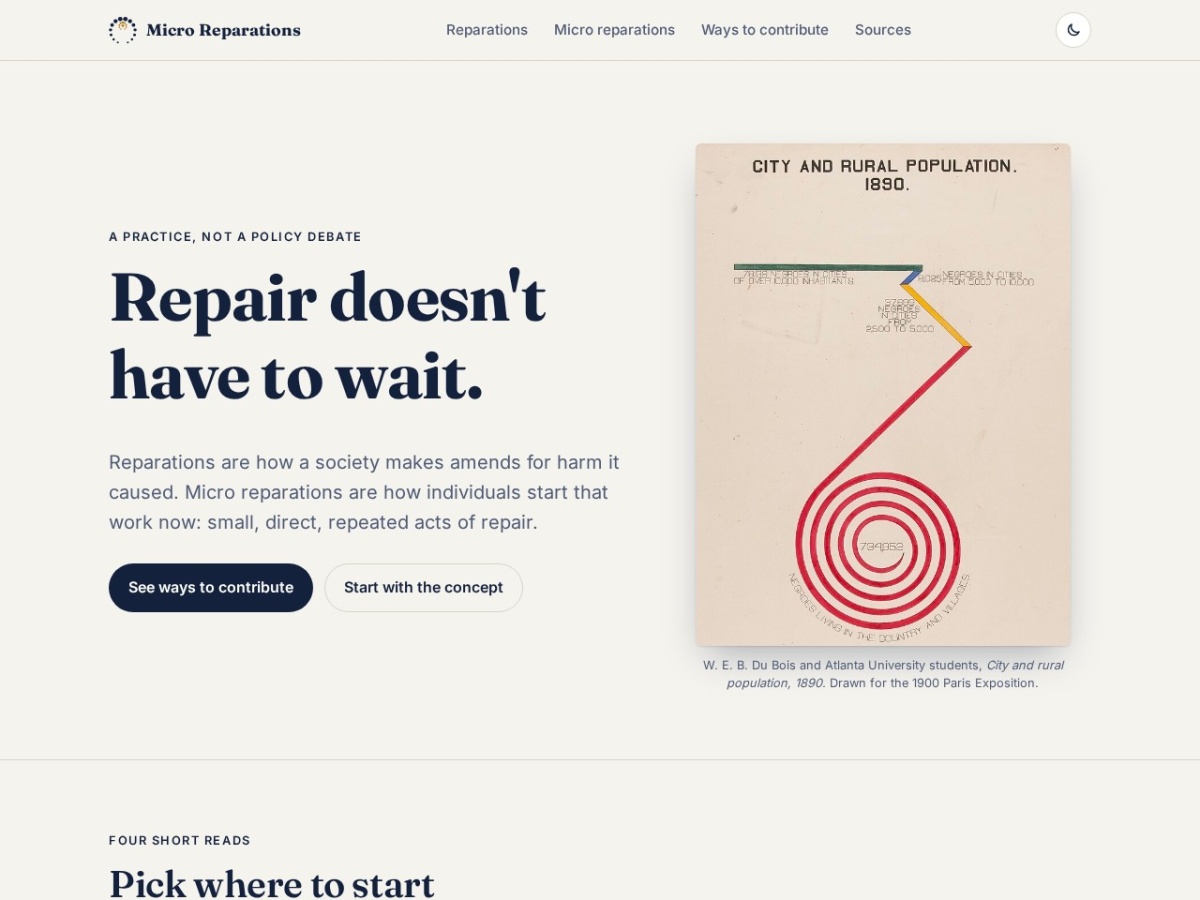 Micro Reparations
Reparations
Micro reparations
Ways to contribute
Sources
A PRACTICE, NOT A POLICY DEBATE
Repair doesn't
have to wait.
Reparations are how a society makes amends for harm it
caused. Micro reparations are how individuals start that
work now: small, direct, repeated acts of repair.
See ways to contribute
Start with the concept
CITY AND RURAL POPULATION.
1890.
NEGROES IN CITIES
OF OVER 10,000 INHABITANTS
NEGROES IN CITIES
FROM 5,000 TO 10,000
NEGROES
IN CITIES
FROM
2,500 TO 5,000
734,952
NEGROES LIVING IN THE COUNTRY AND VILLAGES
W. E. B. Du Bois and Atlanta University students, City and rural
population, 1890. Drawn for the 1900 Paris Exposition.
FOUR SHORT READS
Pick where to start